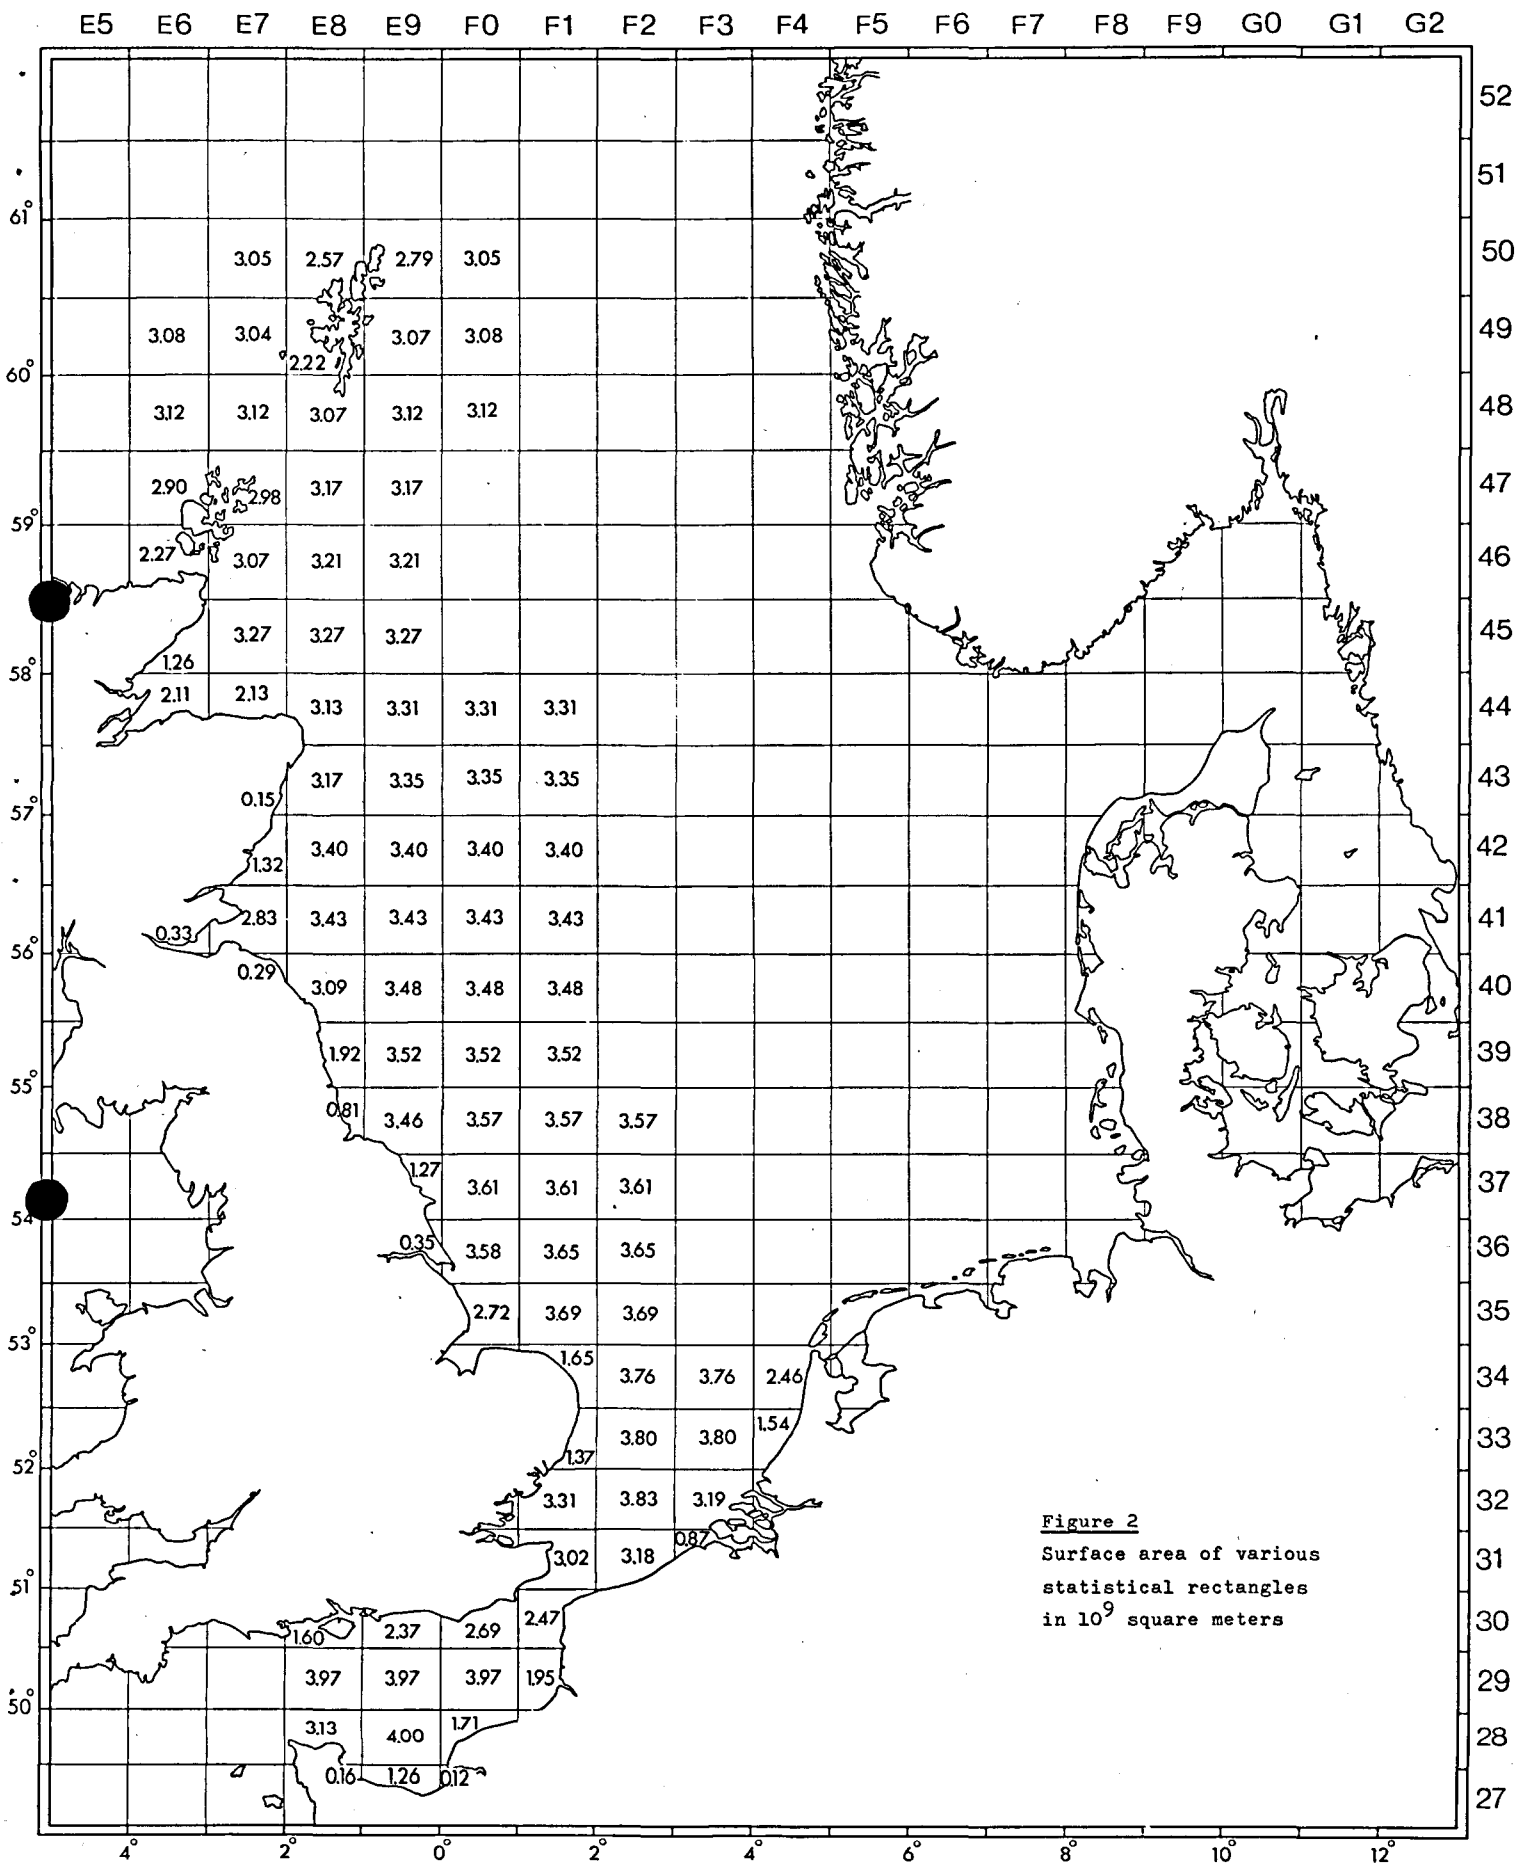 E5 E6 E7 E8 E9 F0 F1 F2 F3 F4 F5 F6 F7 F8 F9 G0 G1 G2
52
51
61°
3.05 2.57 2.79 3.05 50
3.08 3.04 3.07 3.08 49
2.22
60°
3.12 3.12 3.07 3.12 3.12 48
2.90 2.98 3.17 3.17 47
59°
2.27 3.07 3.21 3.21 46
3.27 3.27 3.27 45
1.26
58°
2.11 2.13 3.13 3.31 3.31 3.31 44
3.17 3.35 3.35 3.35 43
0.15
57°
3.40 3.40 3.40 3.40 42
1.32
2.83 3.43 3.43 3.43 3.43 41
0.33
56°
0.29 3.09 3.48 3.48 3.48 40
1.92 3.52 3.52 3.52 39
55°
0.81 3.46 3.57 3.57 3.57 38
1.27 3.61 3.61 3.61 37
54
0.35 3.58 3.65 3.65 36
2.72 3.69 3.69 35
53°
1.65 3.76 3.76 2.46 34
1.54
3.80 3.80 33
1.37
52°
3.31 3.83 3.19 32
0.87
3.02 3.18 31
51°
2.47 30
1.60 2.37 2.69
3.97 3.97 3.97 1.95 29
50°
3.13 4.00 1.71 28
0.16 1.26 0.12
27
4° 2° 0° 2° 4° 6° 8° 10° 12°
Figure 2
Surface area of various
statistical rectangles
in 10⁹ square meters